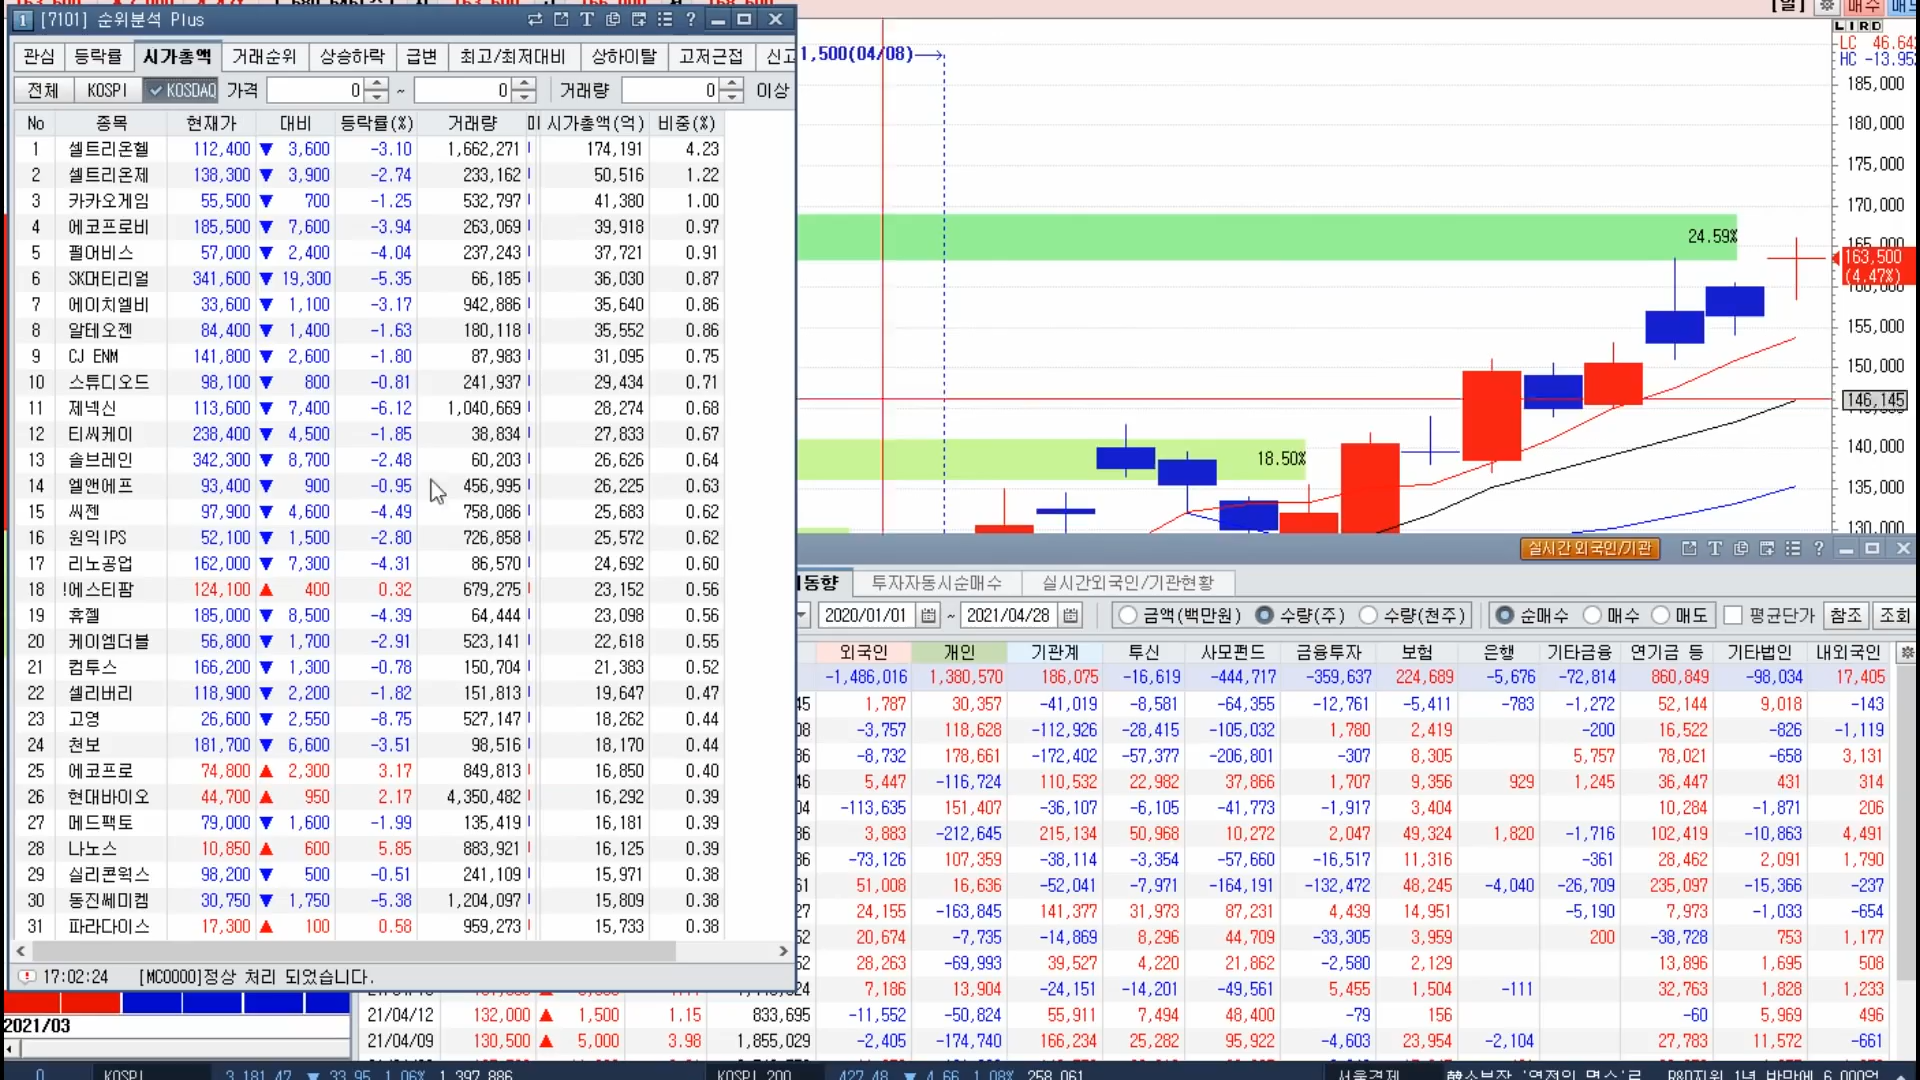 [7101] 순위분석 Plus
관심 등락률 시가총액 거래순위 상승하락 급변 최고/최저대비 상하이탈 고저근접 신고
전체 KOSPI KOSDAQ 가격 0 ~ 0 거래량 0 이상
No 종목 현재가 대비 등락률(%) 거래량 시가총액(억) 비중(%)
1 셀트리온헬 112,400 ▼ 3,600 -3.10 1,662,271 174,191 4.23
2 셀트리온제 138,300 ▼ 3,900 -2.74 233,162 50,516 1.22
3 카카오게임 55,500 ▼ 700 -1.25 532,797 41,380 1.00
4 에코프로비 185,500 ▼ 7,600 -3.94 263,069 39,918 0.97
5 펄어비스 57,000 ▼ 2,400 -4.04 237,243 37,721 0.91
6 SK머티리얼 341,600 ▼ 19,300 -5.35 66,185 36,030 0.87
7 에이치엘비 33,600 ▼ 1,100 -3.17 942,886 35,640 0.86
8 알테오젠 84,400 ▼ 1,400 -1.63 180,118 35,552 0.86
9 CJ ENM 141,800 ▼ 2,600 -1.80 87,983 31,095 0.75
10 스튜디오드 98,100 ▼ 800 -0.81 241,937 29,434 0.71
11 제넥신 113,600 ▼ 7,400 -6.12 1,040,669 28,274 0.68
12 티씨케이 238,400 ▼ 4,500 -1.85 38,834 27,833 0.67
13 솔브레인 342,300 ▼ 8,700 -2.48 60,203 26,626 0.64
14 엘앤에프 93,400 ▼ 900 -0.95 456,995 26,225 0.63
15 씨젠 97,900 ▼ 4,600 -4.49 758,086 25,683 0.62
16 원익IPS 52,100 ▼ 1,500 -2.80 726,858 25,572 0.62
17 리노공업 162,000 ▼ 7,300 -4.31 86,570 24,692 0.60
18 !에스티팜 124,100 ▲ 400 0.32 679,275 23,152 0.56
19 휴젤 185,000 ▼ 8,500 -4.39 64,444 23,098 0.56
20 케이엠더블 56,800 ▼ 1,700 -2.91 523,141 22,618 0.55
21 컴투스 166,200 ▼ 1,300 -0.78 150,704 21,383 0.52
22 셀리버리 118,900 ▼ 2,200 -1.82 151,813 19,647 0.47
23 고영 26,600 ▼ 2,550 -8.75 527,147 18,262 0.44
24 천보 181,700 ▼ 6,600 -3.51 98,516 18,170 0.44
25 에코프로 74,800 ▲ 2,300 3.17 849,813 16,850 0.40
26 현대바이오 44,700 ▲ 950 2.17 4,350,482 16,292 0.39
27 메드팩토 79,000 ▼ 1,600 -1.99 135,419 16,181 0.39
28 나노스 10,850 ▲ 600 5.85 883,921 16,125 0.39
29 실리콘웍스 98,200 ▼ 500 -0.51 241,109 15,971 0.38
30 동진쎄미켐 30,750 ▼ 1,750 -5.38 1,204,097 15,809 0.38
31 파라다이스 17,300 ▲ 100 0.58 959,273 15,733 0.38
17:02:24 [MC0000]정상 처리 되었습니다.
[일] 매수
1,500(04/08)
LIRD
LC 46.64
HC -13.95
185,000
180,000
175,000
170,000
24.59%
163,500
(4.47%)
155,000
150,000
146,145
140,000
18.50%
135,000
130,000
실시간외국인/기관
동향 투자자동시순매수 실시간외국인/기관현황
2020/01/01 ~ 2021/04/28 금액(백만원) 수량(주) 수량(천주) 순매수 매수 매도 평균단가 참조 조회
외국인 개인 기관계 투신 사모펀드 금융투자 보험 은행 기타금융 연기금 등 기타법인 내외국인
-1,486,016 1,380,570 186,075 -16,619 -444,717 -359,637 224,689 -5,676 -72,814 860,849 -98,034 17,405
45 1,787 30,357 -41,019 -8,581 -64,355 -12,761 -5,411 -783 -1,272 52,144 9,018 -143
08 -3,757 118,628 -112,926 -28,415 -105,032 1,780 2,419 -200 16,522 -826 -1,119
86 -8,732 178,661 -172,402 -57,377 -206,801 -307 8,305 5,757 78,021 -658 3,131
46 5,447 -116,724 110,532 22,982 37,866 1,707 9,356 929 1,245 36,447 431 314
04 -113,635 151,407 -36,107 -6,105 -41,773 -1,917 3,404 10,284 -1,871 206
86 3,883 -212,645 215,134 50,968 10,272 2,047 49,324 1,820 -1,716 102,419 -10,863 4,491
86 -73,126 107,359 -38,114 -3,354 -57,660 -16,517 11,316 -361 28,462 2,091 1,790
61 51,008 16,636 -52,041 -7,971 -164,191 -132,472 48,245 -4,040 -26,709 235,097 -15,366 -237
27 24,155 -163,845 141,377 31,973 87,231 4,439 14,951 -5,190 7,973 -1,033 -654
62 20,674 -7,735 -14,869 8,296 44,709 -33,305 3,959 200 -38,728 753 1,177
52 28,263 -69,993 39,527 4,220 21,862 -2,580 2,129 13,896 1,695 508
24 7,186 13,904 -24,151 -14,201 -49,561 5,455 1,504 -111 32,763 1,828 1,233
21/04/12 132,000 ▲ 1,500 1.15 833,695 -11,552 -50,824 55,911 7,494 48,400 -79 156 -60 5,969 496
21/04/09 130,500 ▲ 5,000 3.98 1,855,029 -2,405 -174,740 166,234 25,282 95,922 -4,603 23,954 -2,104 27,783 11,572 -661
2021/03
0 KOSPI 3,181.47 ▼ 33.95 1.06% 1,397,886 KOSPI 200 427.48 ▼ 4.66 1.08% 258,061 서울경제